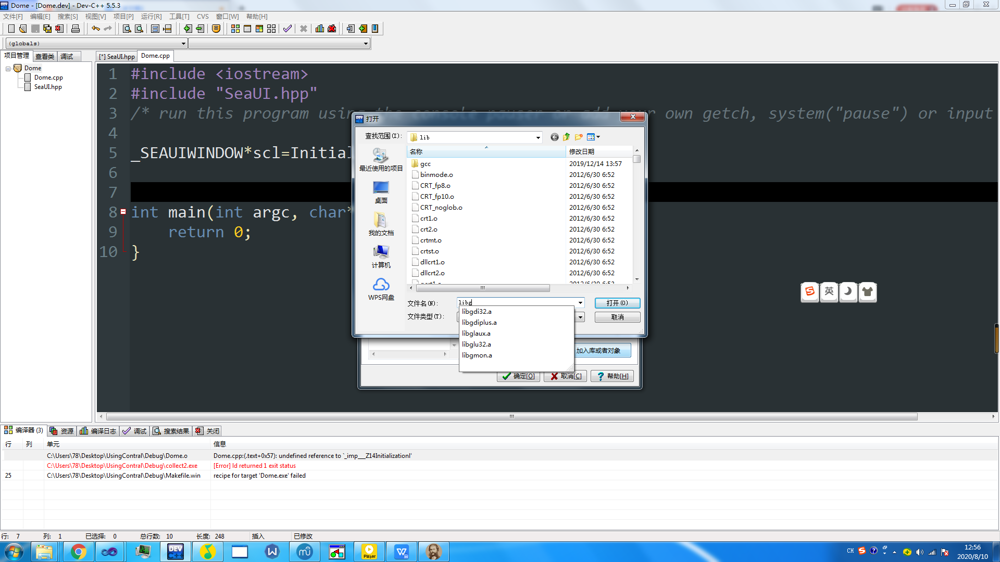 Dome - [Dome.dev] - Dev-C++ 5.5.3
文件[F] 编辑[E] 搜索[S] 视图[V] 项目[P] 运行[R] 工具[T] CVS 窗口[W] 帮助[H]
(globals)
项目管理 查看类 调试
[*] SeaUI.hpp Dome.cpp
Dome
Dome.cpp
SeaUI.hpp
1 #include <iostream>
2 #include "SeaUI.hpp"
3 /* run this program using the console pauser or add your own getch, system("pause") or input
4
5 _SEAUIWINDOW*scl=Initial
6
7
8 int main(int argc, char*
9 return 0;
10 }
打开
查找范围(I): lib
名称 修改日期
gcc 2019/12/14 13:57
binmode.o 2012/6/30 6:52
CRT_fp8.o 2012/6/30 6:52
CRT_fp10.o 2012/6/30 6:52
CRT_noglob.o 2012/6/30 6:52
crt1.o 2012/6/30 6:52
crt2.o 2012/6/30 6:52
crtmt.o 2012/6/30 6:52
crtst.o 2012/6/30 6:52
dllcrt1.o 2012/6/30 6:52
dllcrt2.o 2012/6/30 6:52
gcrt1.o 2012/6/30 6:52
最近使用的项目
桌面
我的文档
计算机
WPS网盘
文件名(N): libg 打开(O)
文件类型(T): 取消
libgdi32.a
libgdiplus.a
libglaux.a
libglu32.a
libgmon.a
加入库或者对象
确定[O] 取消[C] 帮助[H]
英
编译器 (3) 资源 编译日志 调试 搜索结果 关闭
行 列 单元 信息
C:\Users\78\Desktop\UsingContral\Debug\Dome.o Dome.cpp:(.text+0x57): undefined reference to `_imp___Z14Initializationl'
C:\Users\78\Desktop\UsingContral\Debug\collect2.exe [Error] ld returned 1 exit status
25 C:\Users\78\Desktop\UsingContral\Debug\Makefile.win recipe for target 'Dome.exe' failed
行: 7 列: 1 已选择: 0 总行数: 10 长度: 248 插入 已修改
DEV C++
Player
CH
12:56
2020/8/10